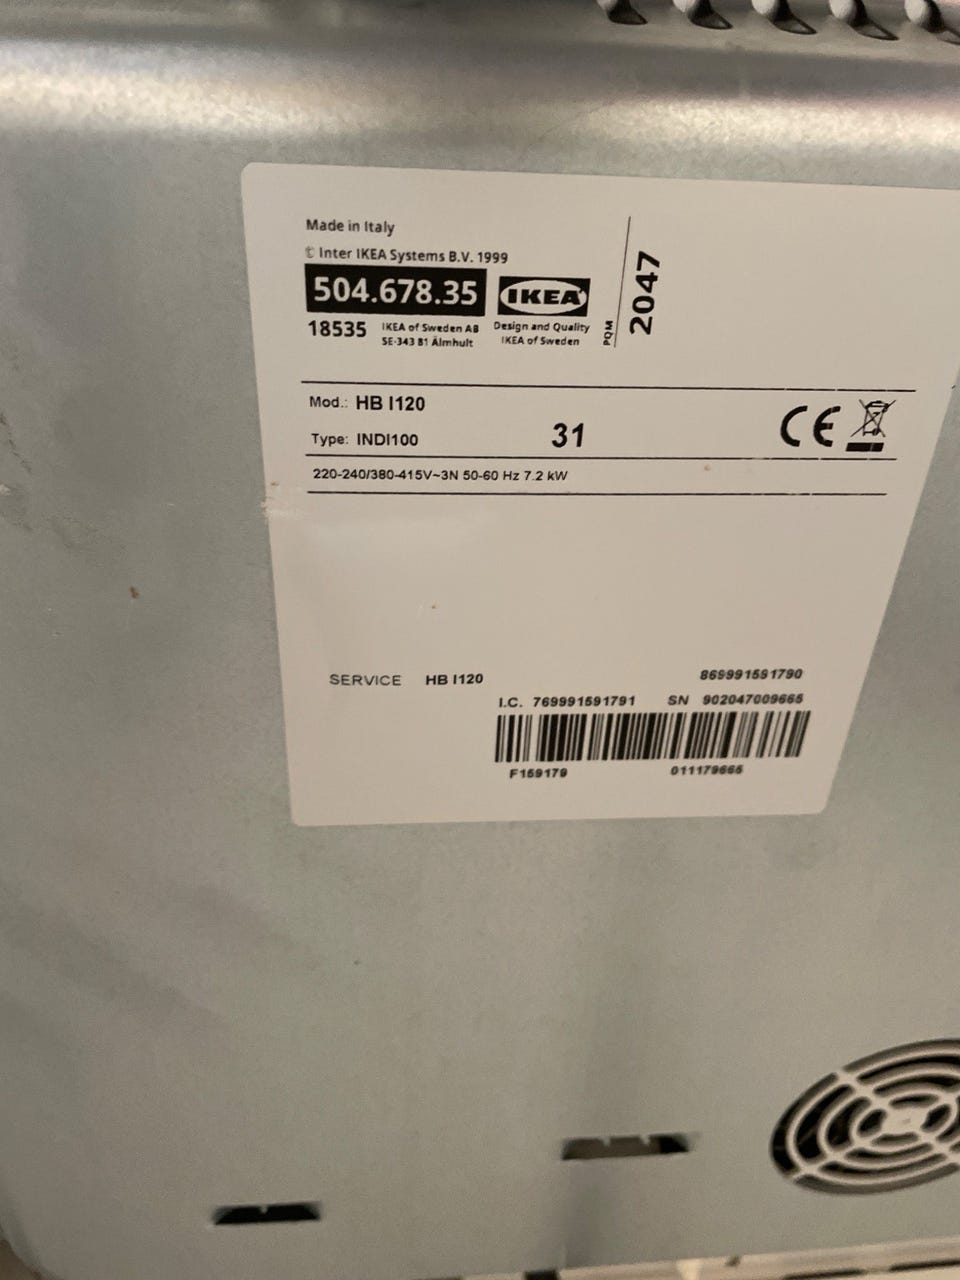 Made in Italy
© Inter IKEA Systems B.V. 1999
504.678.35 IKEA
18535 IKEA of Sweden AB
SE-343 81 Älmhult
Design and Quality
IKEA of Sweden
PQM
2047
Mod.: HB I120
Type: INDI100 31 CE
220-240/380-415V~3N 50-60 Hz 7.2 kW
SERVICE HB I120 869991591790
I.C. 769991591791 SN 902047009665
F159179 011179665